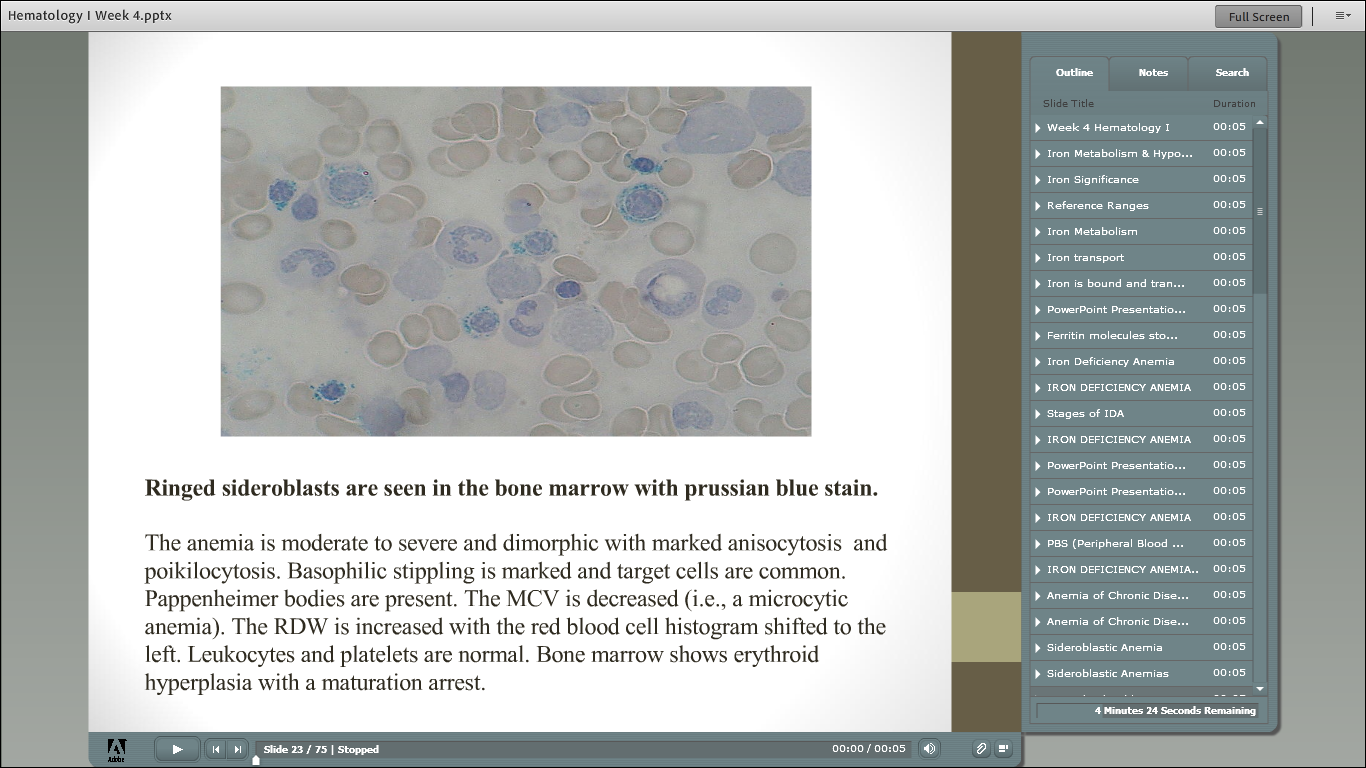 Hematology I Week 4.pptx
Full Screen
Ringed sideroblasts are seen in the bone marrow with prussian blue stain.
The anemia is moderate to severe and dimorphic with marked anisocytosis and
poikilocytosis. Basophilic stippling is marked and target cells are common.
Pappenheimer bodies are present. The MCV is decreased (i.e., a microcytic
anemia). The RDW is increased with the red blood cell histogram shifted to the
left. Leukocytes and platelets are normal. Bone marrow shows erythroid
hyperplasia with a maturation arrest.
Outline Notes Search
Slide Title Duration
Week 4 Hematology I 00:05
Iron Metabolism & Hypo... 00:05
Iron Significance 00:05
Reference Ranges 00:05
Iron Metabolism 00:05
Iron transport 00:05
Iron is bound and tran... 00:05
PowerPoint Presentatio... 00:05
Ferritin molecules sto... 00:05
Iron Deficiency Anemia 00:05
IRON DEFICIENCY ANEMIA 00:05
Stages of IDA 00:05
IRON DEFICIENCY ANEMIA 00:05
PowerPoint Presentatio... 00:05
PowerPoint Presentatio... 00:05
IRON DEFICIENCY ANEMIA 00:05
PBS (Peripheral Blood ... 00:05
IRON DEFICIENCY ANEMIA.. 00:05
Anemia of Chronic Dise... 00:05
Anemia of Chronic Dise... 00:05
Sideroblastic Anemia 00:05
Sideroblastic Anemias 00:05
4 Minutes 24 Seconds Remaining
Adobe
Slide 23 / 75 | Stopped
00:00 / 00:05